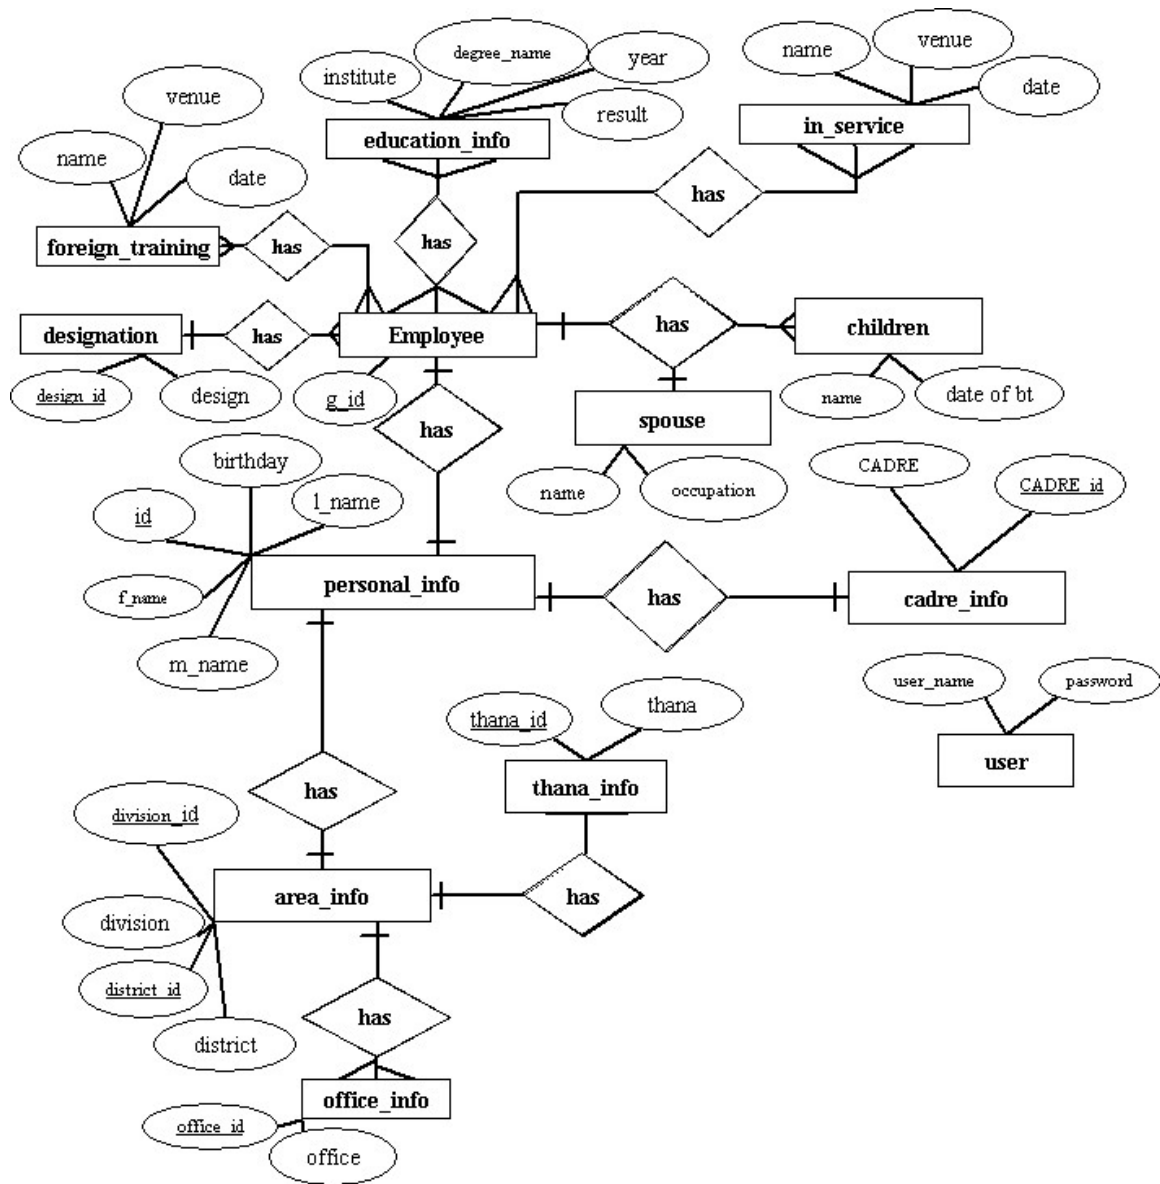 name
venue
degree_name
year
institute
venue
date
result
in_service
education_info
name
date
has
foreign_training
has
has
designation
has
Employee
has
children
design_id
design
g_id
name
date of bt
has
spouse
birthday
CADRE
CADRE_id
name
occupation
id
l_name
f_name
personal_info
has
cadre_info
m_name
user_name
password
thana_id
thana
user
thana_info
has
division_id
area_info
has
division
district_id
has
district
office_info
office_id
office